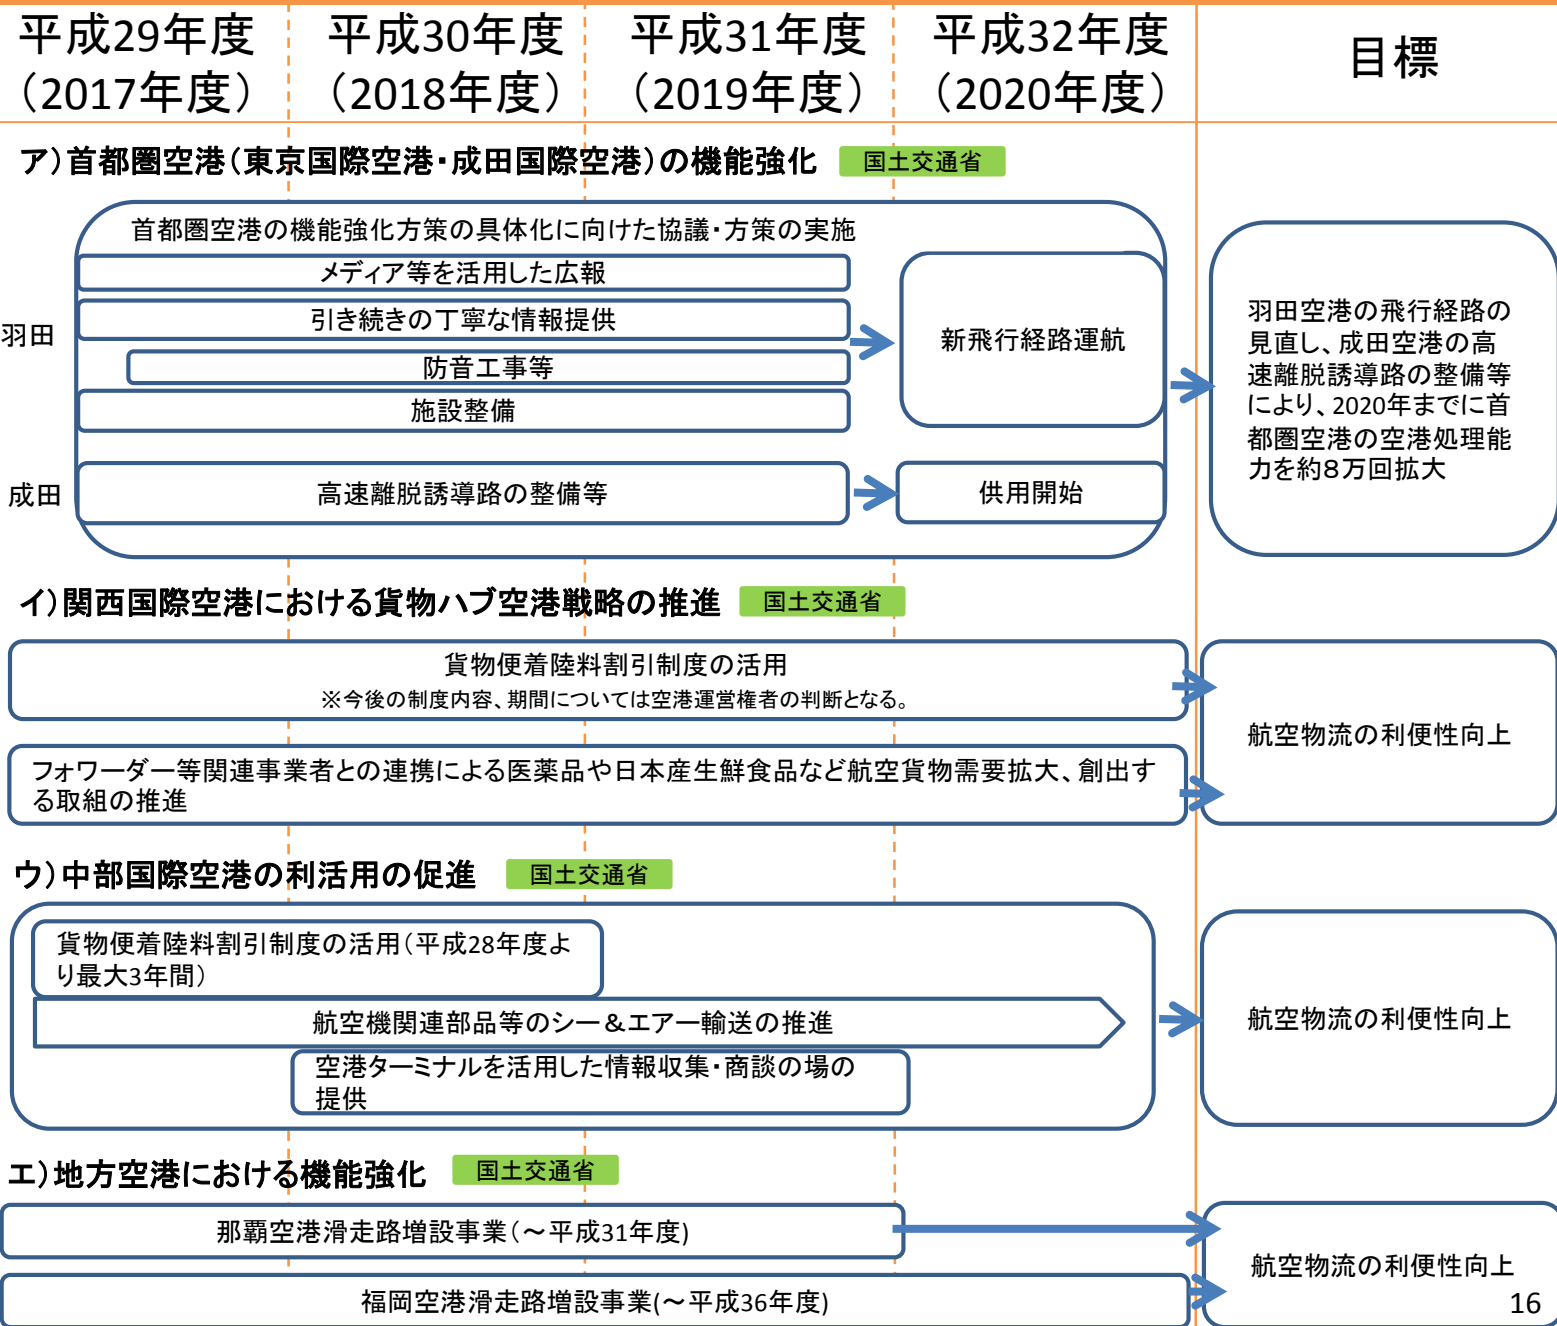 平成29年度
（2017年度）
平成30年度
（2018年度）
平成31年度
（2019年度）
平成32年度
（2020年度）
目標
ア）首都圏空港（東京国際空港・成田国際空港）の機能強化
国土交通省
首都圏空港の機能強化方策の具体化に向けた協議・方策の実施
羽田
メディア等を活用した広報
引き続きの丁寧な情報提供
防音工事等
施設整備
新飛行経路運航
成田
高速離脱誘導路の整備等
供用開始
羽田空港の飛行経路の
見直し、成田空港の高
速離脱誘導路の整備等
により、2020年までに首
都圏空港の空港処理能
力を約８万回拡大
イ）関西国際空港における貨物ハブ空港戦略の推進
国土交通省
貨物便着陸料割引制度の活用
※今後の制度内容、期間については空港運営権者の判断となる。
フォワーダー等関連事業者との連携による医薬品や日本産生鮮食品など航空貨物需要拡大、創出す
る取組の推進
航空物流の利便性向上
ウ）中部国際空港の利活用の促進
国土交通省
貨物便着陸料割引制度の活用（平成28年度よ
り最大3年間）
航空機関連部品等のシー＆エアー輸送の推進
空港ターミナルを活用した情報収集・商談の場の
提供
航空物流の利便性向上
エ）地方空港における機能強化
国土交通省
那覇空港滑走路増設事業（～平成31年度)
福岡空港滑走路増設事業(～平成36年度)
航空物流の利便性向上
16